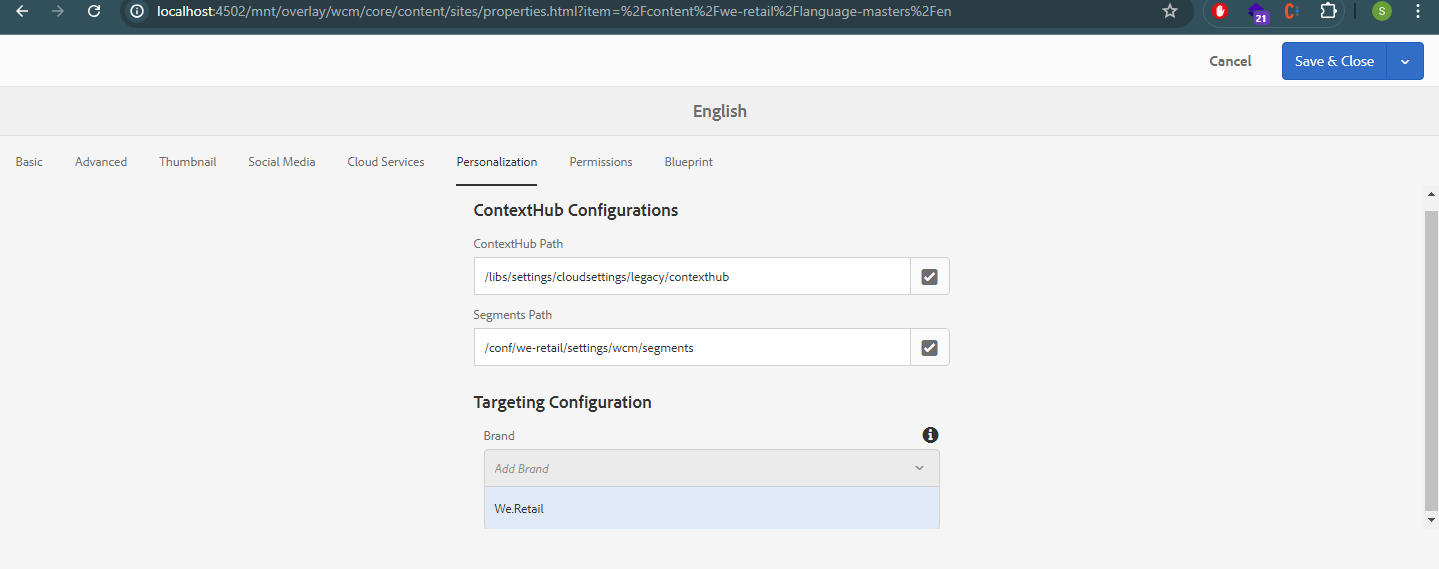 localhost:4502/mnt/overlay/wcm/core/content/sites/properties.html?item=%2Fcontent%2Fwe-retail%2Flanguage-masters%2Fen
21
S
Cancel
Save & Close
English
Basic Advanced Thumbnail Social Media Cloud Services Personalization Permissions Blueprint
ContextHub Configurations
ContextHub Path
/libs/settings/cloudsettings/legacy/contexthub
Segments Path
/conf/we-retail/settings/wcm/segments
Targeting Configuration
Brand
Add Brand
We.Retail